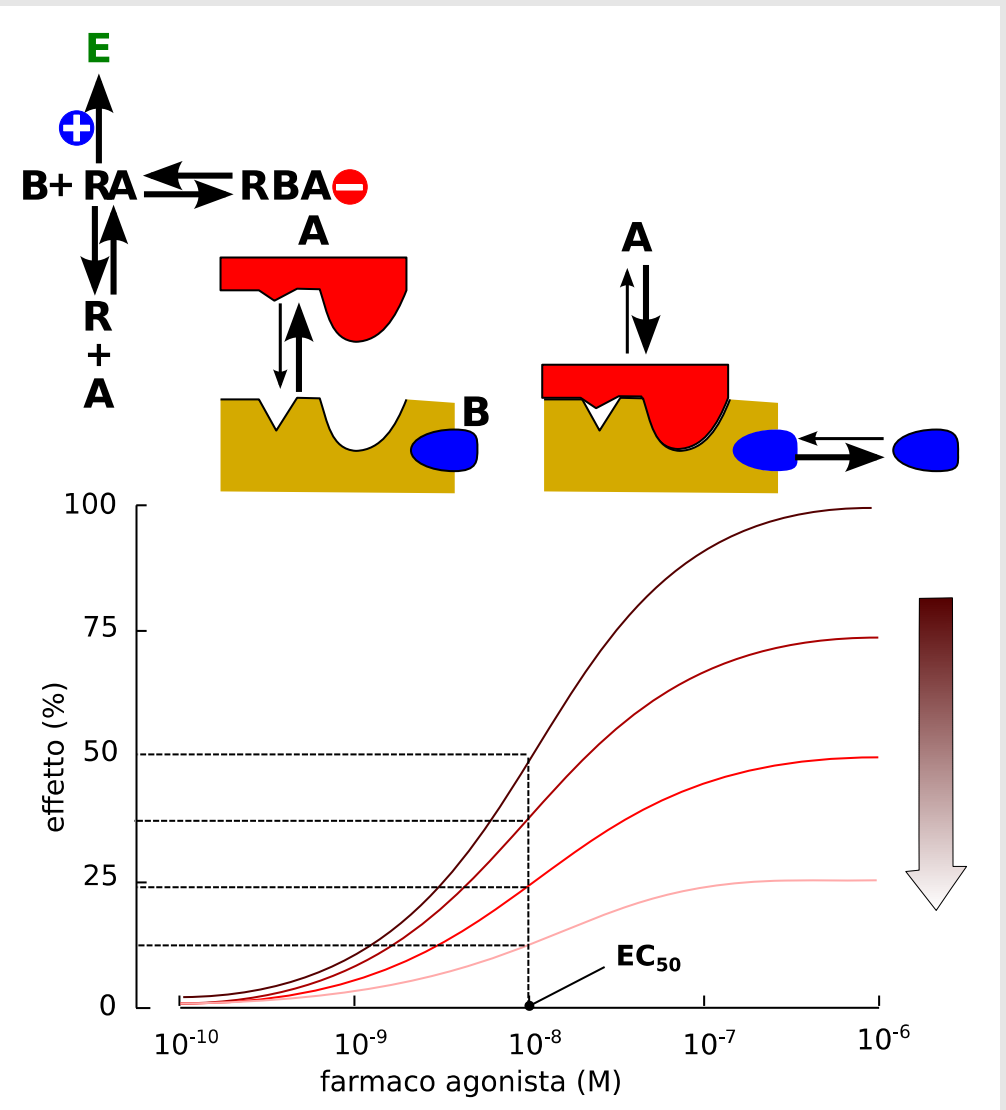 E
+
B+ RA RBA −
R
+
A
A
B
A
100
75
50
25
0
effetto (%)
EC₅₀
10⁻¹⁰ 10⁻⁹ 10⁻⁸ 10⁻⁷ 10⁻⁶
farmaco agonista (M)